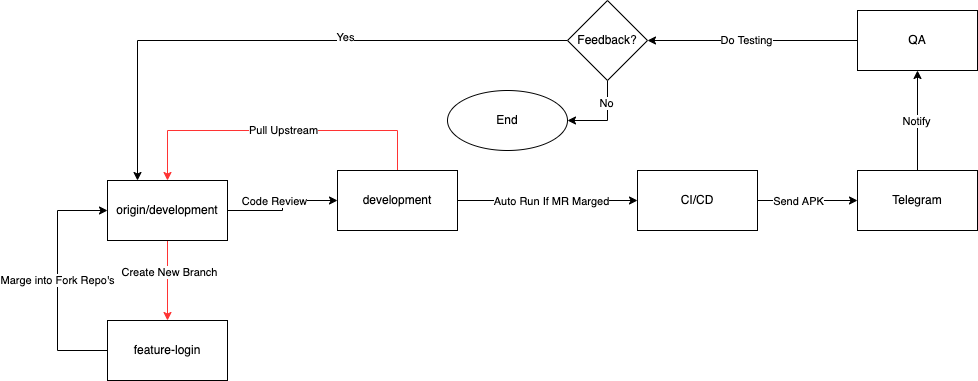 Yes
Feedback?
Do Testing
QA
No
End
Notify
Pull Upstream
origin/development
Code Review
development
Auto Run If MR Marged
CI/CD
Send APK
Telegram
Create New Branch
Marge into Fork Repo's
feature-login